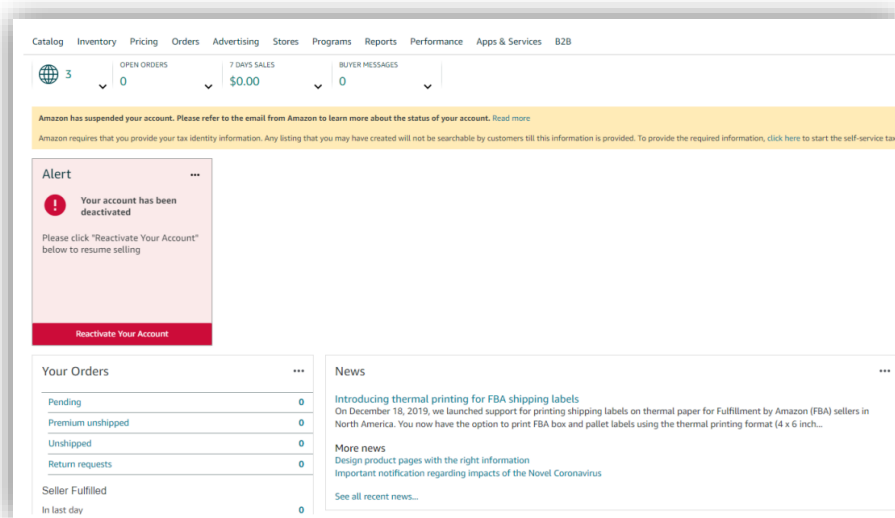 Catalog Inventory Pricing Orders Advertising Stores Programs Reports Performance Apps & Services B2B
3
OPEN ORDERS
0
7 DAYS SALES
$0.00
BUYER MESSAGES
0
Amazon has suspended your account. Please refer to the email from Amazon to learn more about the status of your account. Read more
Amazon requires that you provide your tax identity information. Any listing that you may have created will not be searchable by customers till this information is provided. To provide the required information, click here to start the self-service tax
Alert
Your account has been
deactivated
Please click "Reactivate Your Account"
below to resume selling
Reactivate Your Account
Your Orders
Pending 0
Premium unshipped 0
Unshipped 0
Return requests 0
Seller Fulfilled
In last day 0
News
Introducing thermal printing for FBA shipping labels
On December 18, 2019, we launched support for printing shipping labels on thermal paper for Fulfillment by Amazon (FBA) sellers in
North America. You now have the option to print FBA box and pallet labels using the thermal printing format (4 x 6 inch...
More news
Design product pages with the right information
Important notification regarding impacts of the Novel Coronavirus
See all recent news...